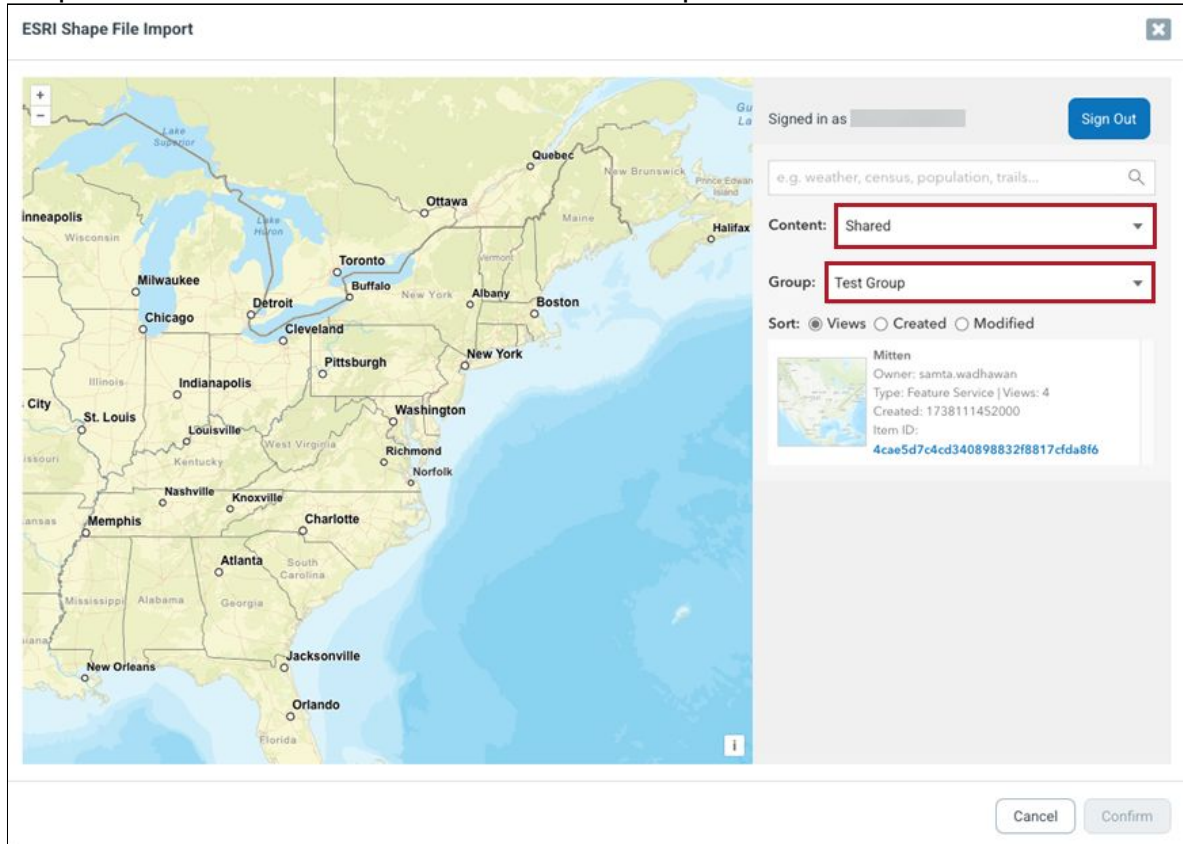 ESRI Shape File Import
+
−
Lake
Superior
Gu
La
Quebec
New Brunswick
Prince Edwar
Island
inneapolis
Wisconsin
Ottawa
Maine
Halifax
Lake
Huron
Toronto
Vermont
Milwaukee
Buffalo
New York
Albany
Detroit
Boston
Chicago
Cleveland
New York
Pittsburgh
Illinois
Indianapolis
City
St. Louis
Washington
Louisville
West Virginia
Richmond
issouri
Kentucky
Norfolk
Nashville
Knoxville
ansas
Memphis
Charlotte
Atlanta
South
Carolina
Mississippi
Alabama
Georgia
iana
Jacksonville
New Orleans
Orlando
Florida
i
Signed in as
Sign Out
e.g. weather, census, population, trails...
Content: Shared
Group: Test Group
Sort: Views Created Modified
Mitten
Owner: samta.wadhawan
Type: Feature Service | Views: 4
Created: 1738111452000
Item ID:
4cae5d7c4cd340898832f8817cfda8f6
Cancel
Confirm